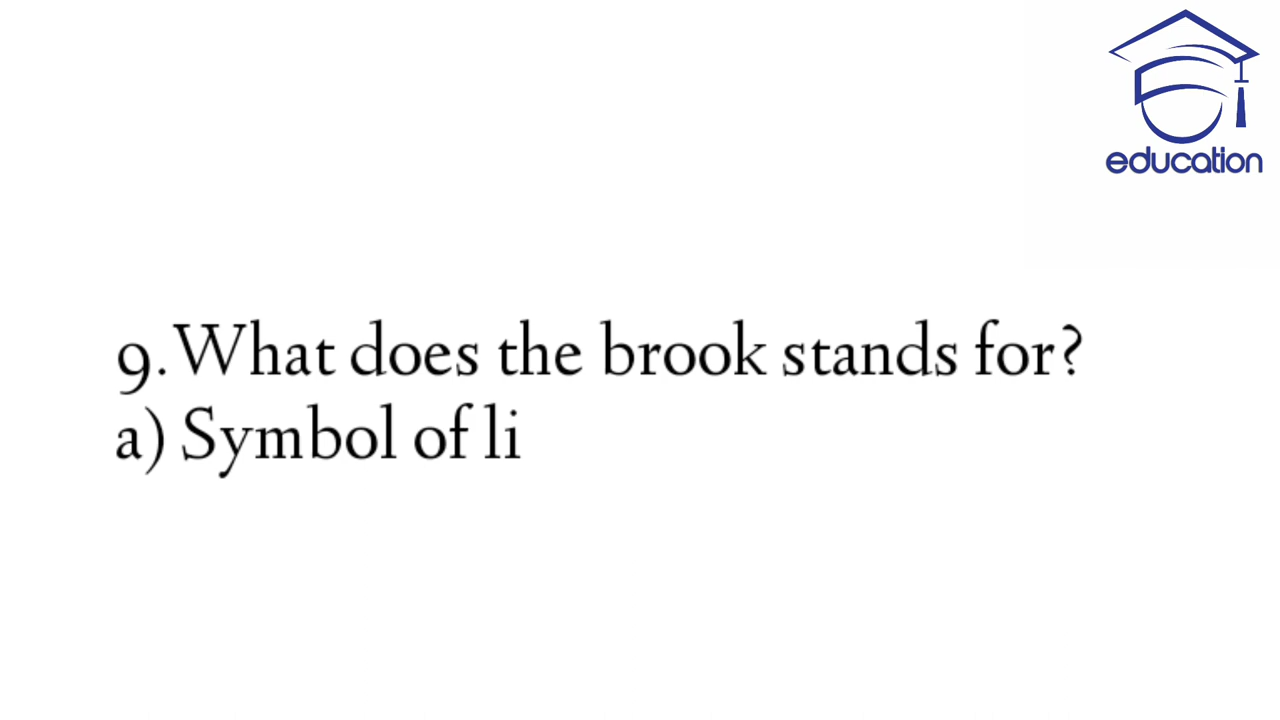 education
9. What does the brook stands for?
a) Symbol of li